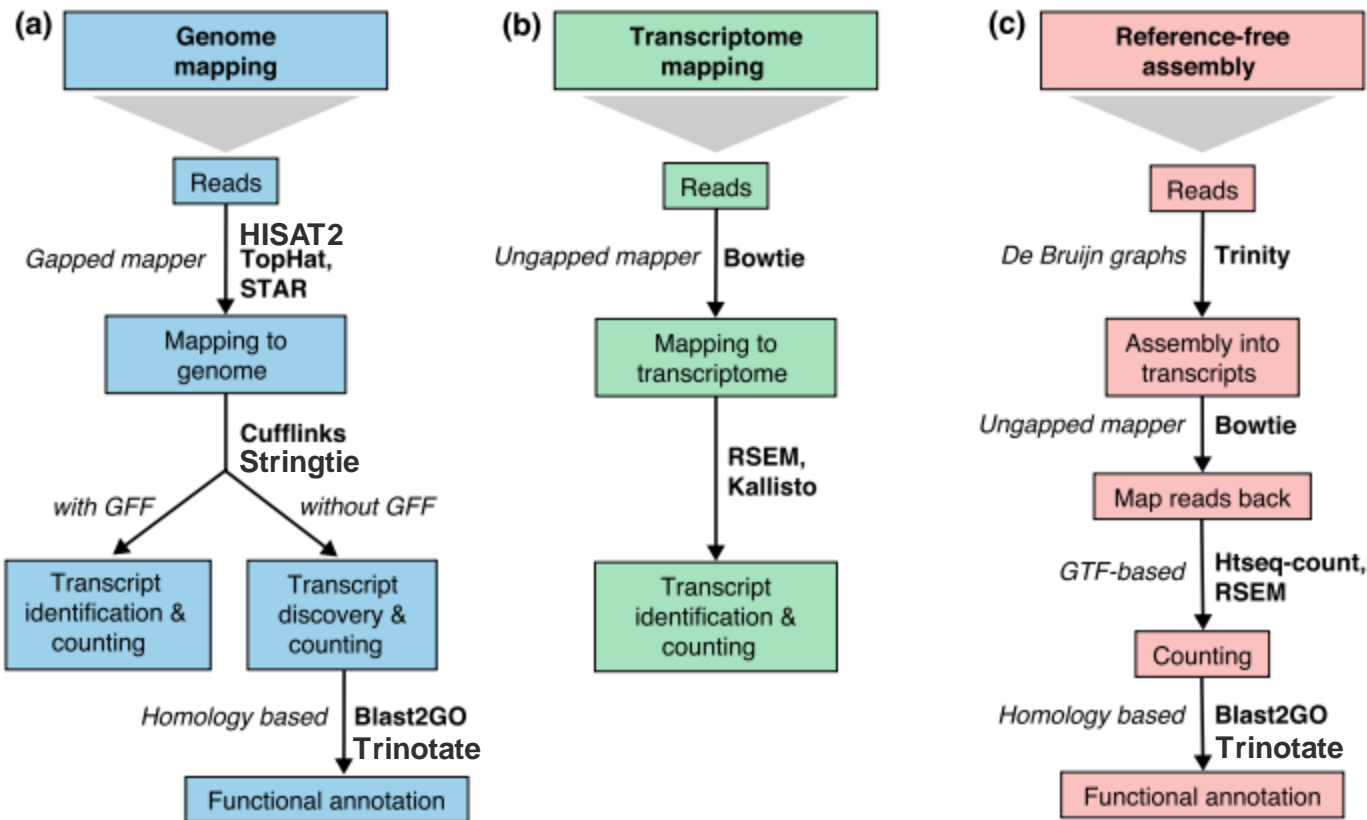 (a)
Genome
mapping
Reads
Gapped mapper
HISAT2
TopHat,
STAR
Mapping to
genome
Cufflinks
Stringtie
with GFF
without GFF
Transcript
identification &
counting
Transcript
discovery &
counting
Homology based
Blast2GO
Trinotate
Functional annotation
(b)
Transcriptome
mapping
Reads
Ungapped mapper
Bowtie
Mapping to
transcriptome
RSEM,
Kallisto
Transcript
identification &
counting
(c)
Reference-free
assembly
Reads
De Bruijn graphs
Trinity
Assembly into
transcripts
Ungapped mapper
Bowtie
Map reads back
GTF-based
Htseq-count,
RSEM
Counting
Homology based
Blast2GO
Trinotate
Functional annotation